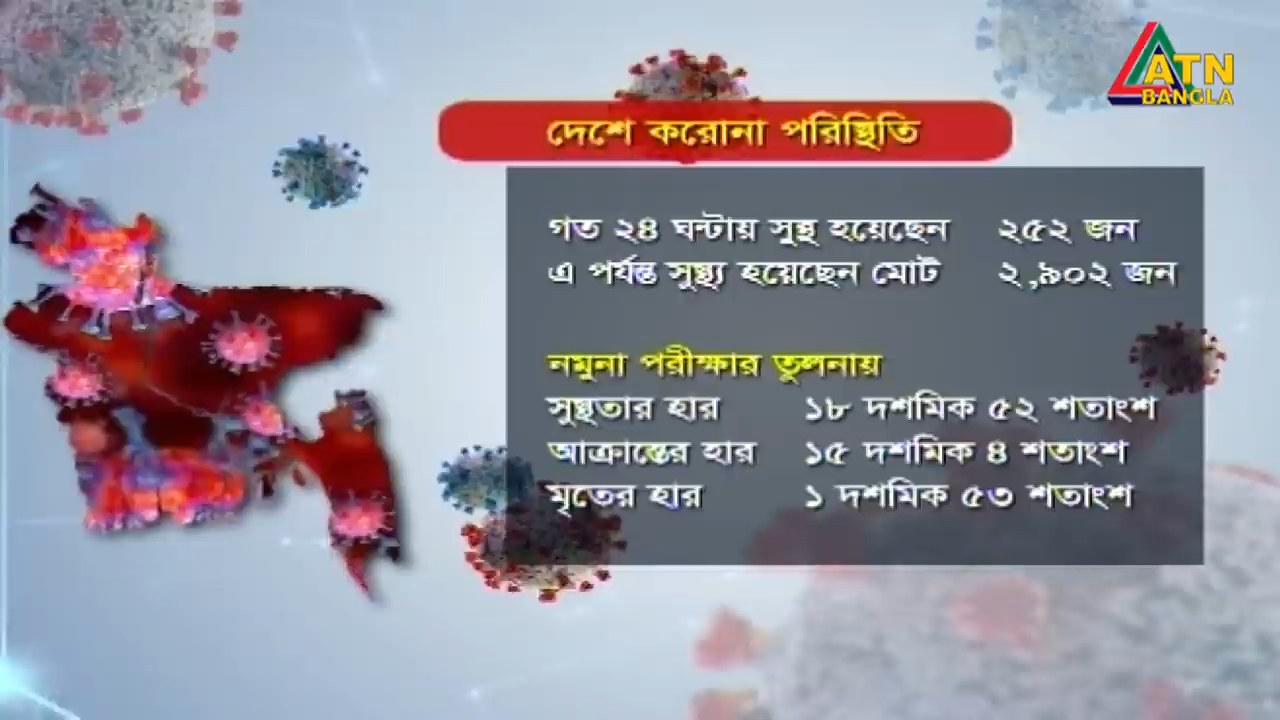 ATN
BANGLA
দেশে করোনা পরিস্থিতি
গত ২৪ ঘন্টায় সুস্থ হয়েছেন ২৫২ জন
এ পর্যন্ত সুস্থ্য হয়েছেন মোট ২,৯০২ জন
নমুনা পরীক্ষার তুলনায়
সুস্থতার হার ১৮ দশমিক ৫২ শতাংশ
আক্রান্তের হার ১৫ দশমিক ৪ শতাংশ
মৃতের হার ১ দশমিক ৫৩ শতাংশ